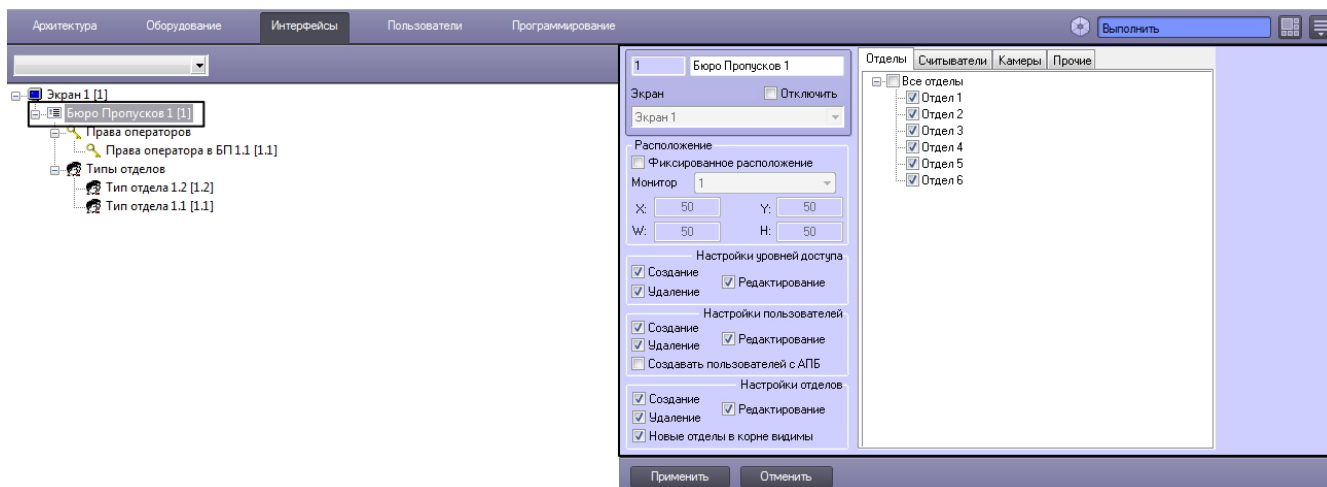 Архитектура Оборудование Интерфейсы Пользователи Программирование Выполнить
Экран 1 [1]
Бюро Пропусков 1 [1]
Права операторов
Права оператора в БП 1.1 [1.1]
Типы отделов
Тип отдела 1.2 [1.2]
Тип отдела 1.1 [1.1]
1 Бюро Пропусков 1
Экран Отключить
Экран 1
Расположение
Фиксированное расположение
Монитор 1
X: 50 Y: 50
W: 50 H: 50
Настройки уровней доступа
Создание
Редактирование
Удаление
Настройки пользователей
Создание
Редактирование
Удаление
Создавать пользователей с АПБ
Настройки отделов
Создание
Редактирование
Удаление
Новые отделы в корне видимы
Отделы Считыватели Камеры Прочие
Все отделы
Отдел 1
Отдел 2
Отдел 3
Отдел 4
Отдел 5
Отдел 6
Применить Отменить